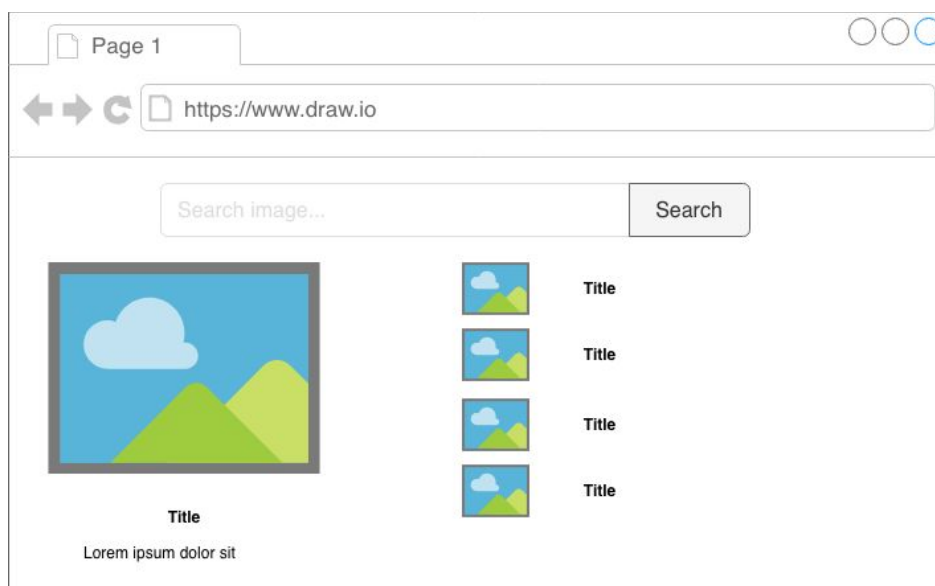 Page 1
https://www.draw.io
Search image...
Search
Title
Lorem ipsum dolor sit
Title
Title
Title
Title